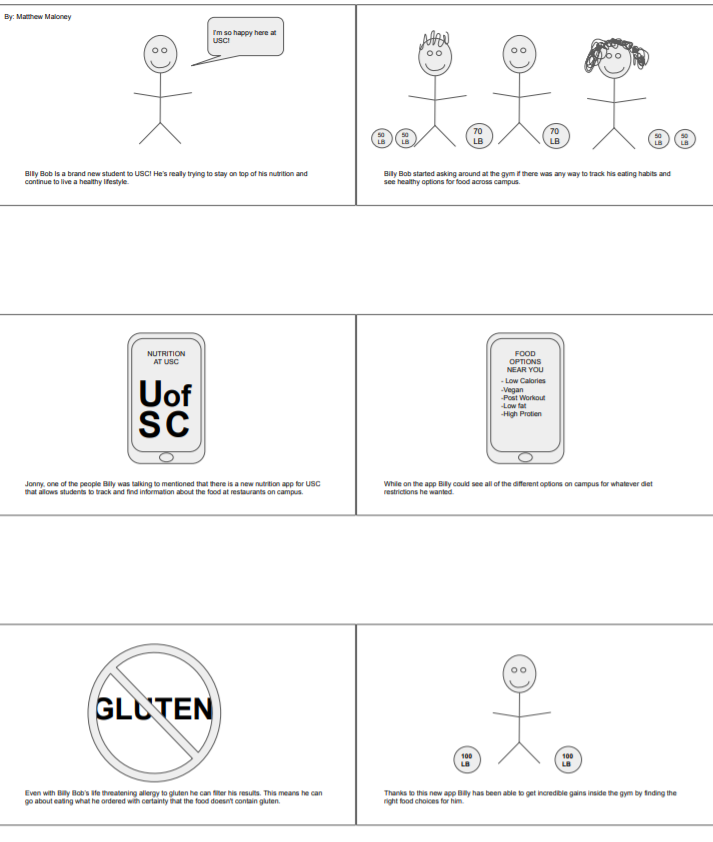 By: Matthew Maloney
I'm so happy here at
USC!
BIlly Bob Is a brand new student to USC! He's really trying to stay on top of his nutrition and
continue to live a healthy lifestyle.
50
LB
50
LB
70
LB
70
LB
50
LB
50
LB
Billy Bob started asking around at the gym if there was any way to track his eating habits and
see healthy options for food across campus.
NUTRITION
AT USC
Uof
SC
Jonny, one of the people Billy was talking to mentioned that there is a new nutrition app for USC
that allows students to track and find information about the food at restaurants on campus.
FOOD
OPTIONS
NEAR YOU
- Low Calories
-Vegan
-Post Workout
-Low fat
-High Protien
While on the app Billy could see all of the different options on campus for whatever diet
restrictions he wanted.
GLUTEN
Even with Billy Bob's life threatening allergy to gluten he can filter his results. This means he can
go about eating what he ordered with certainty that the food doesn't contain gluten.
100
LB
100
LB
Thanks to this new app Billy has been able to get incredible gains inside the gym by finding the
right food choices for him.